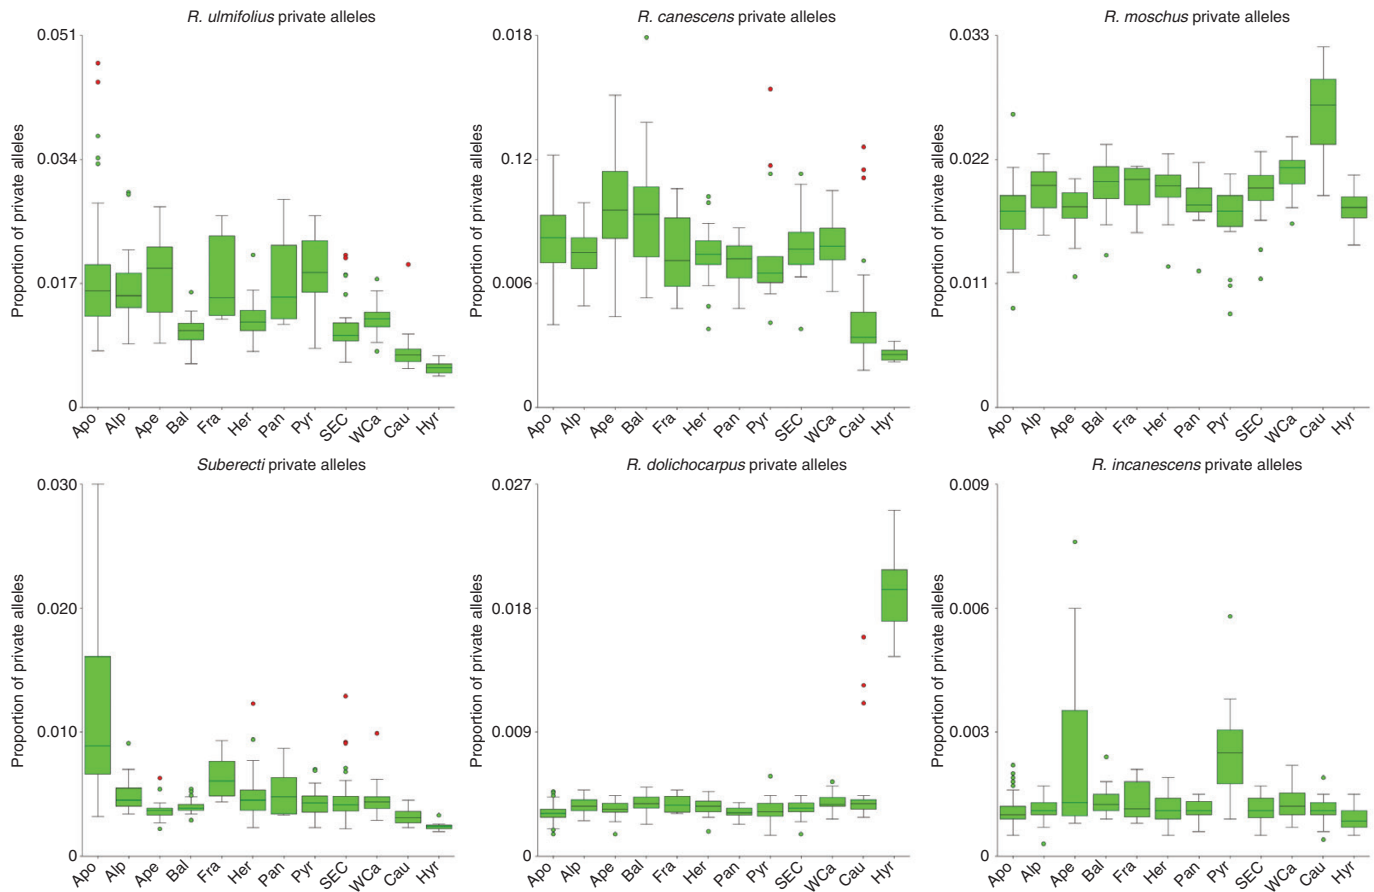 R. ulmifolius private alleles
Proportion of private alleles
0.051
0.034
0.017
0
Apo Alp Ape Bal Fra Her Pan Pyr SEC WCa Cau Hyr
R. canescens private alleles
Proportion of private alleles
0.018
0.12
0.006
0
Apo Alp Ape Bal Fra Her Pan Pyr SEC WCa Cau Hyr
R. moschus private alleles
Proportion of private alleles
0.033
0.022
0.011
0
Apo Alp Ape Bal Fra Her Pan Pyr SEC WCa Cau Hyr
Suberecti private alleles
Proportion of private alleles
0.030
0.020
0.010
0
Apo Alp Ape Bal Fra Her Pan Pyr SEC WCa Cau Hyr
R. dolichocarpus private alleles
Proportion of private alleles
0.027
0.018
0.009
0
Apo Alp Ape Bal Fra Her Pan Pyr SEC WCa Cau Hyr
R. incanescens private alleles
Proportion of private alleles
0.009
0.006
0.003
0
Apo Alp Ape Bal Fra Her Pan Pyr SEC WCa Cau Hyr